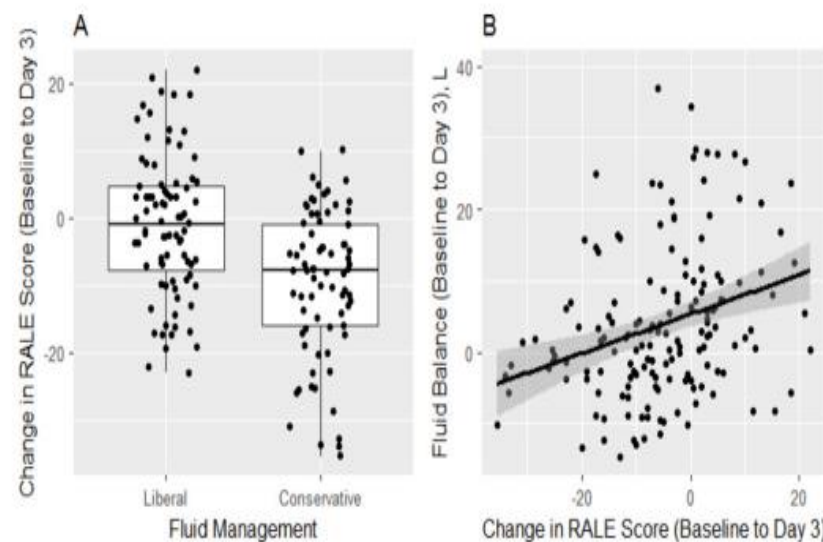 A
Change in RALE Score (Baseline to Day 3)
20
0
-20
Liberal
Conservative
Fluid Management
B
Fluid Balance (Baseline to Day 3), L
40
20
0
-20
0
20
Change in RALE Score (Baseline to Day 3)